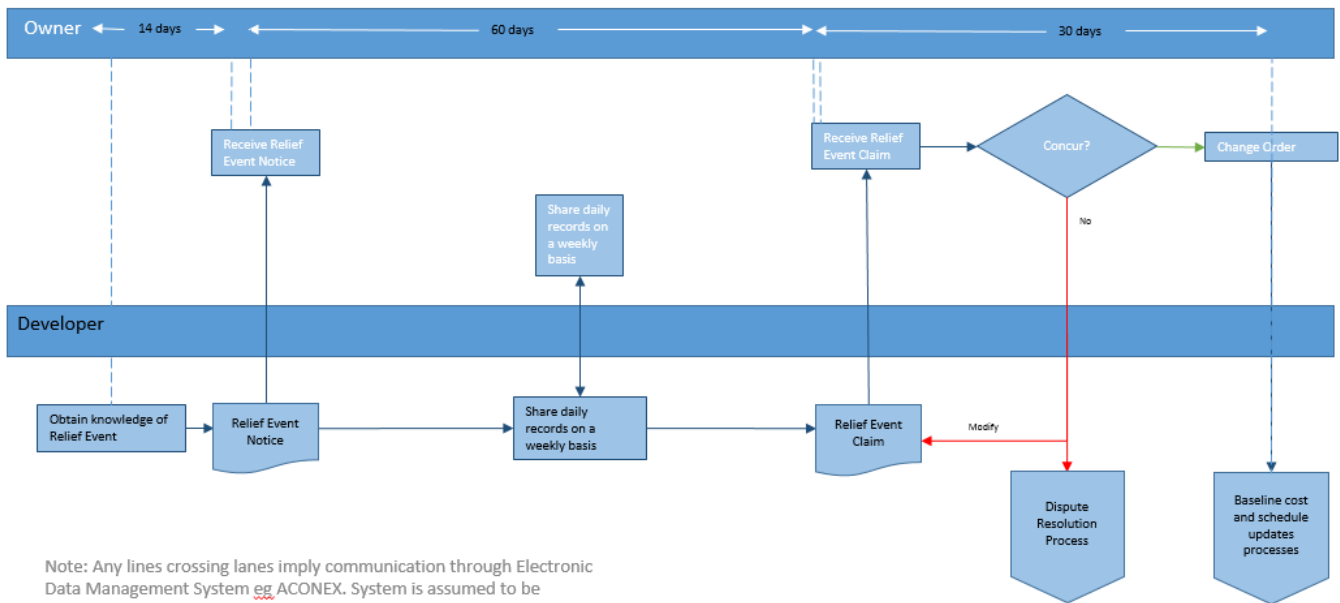 Owner
14 days
60 days
30 days
Receive Relief
Event Notice
Share daily
records on
a weekly
basis
Receive Relief
Event Claim
Concur?
Change Order
No
Developer
Obtain knowledge of
Relief Event
Relief Event
Notice
Share daily
records on a
weekly basis
Relief Event
Claim
Modify
Dispute
Resolution
Process
Baseline cost
and schedule
updates
processes
Note: Any lines crossing lanes imply communication through Electronic
Data Management System eg ACONEX. System is assumed to be